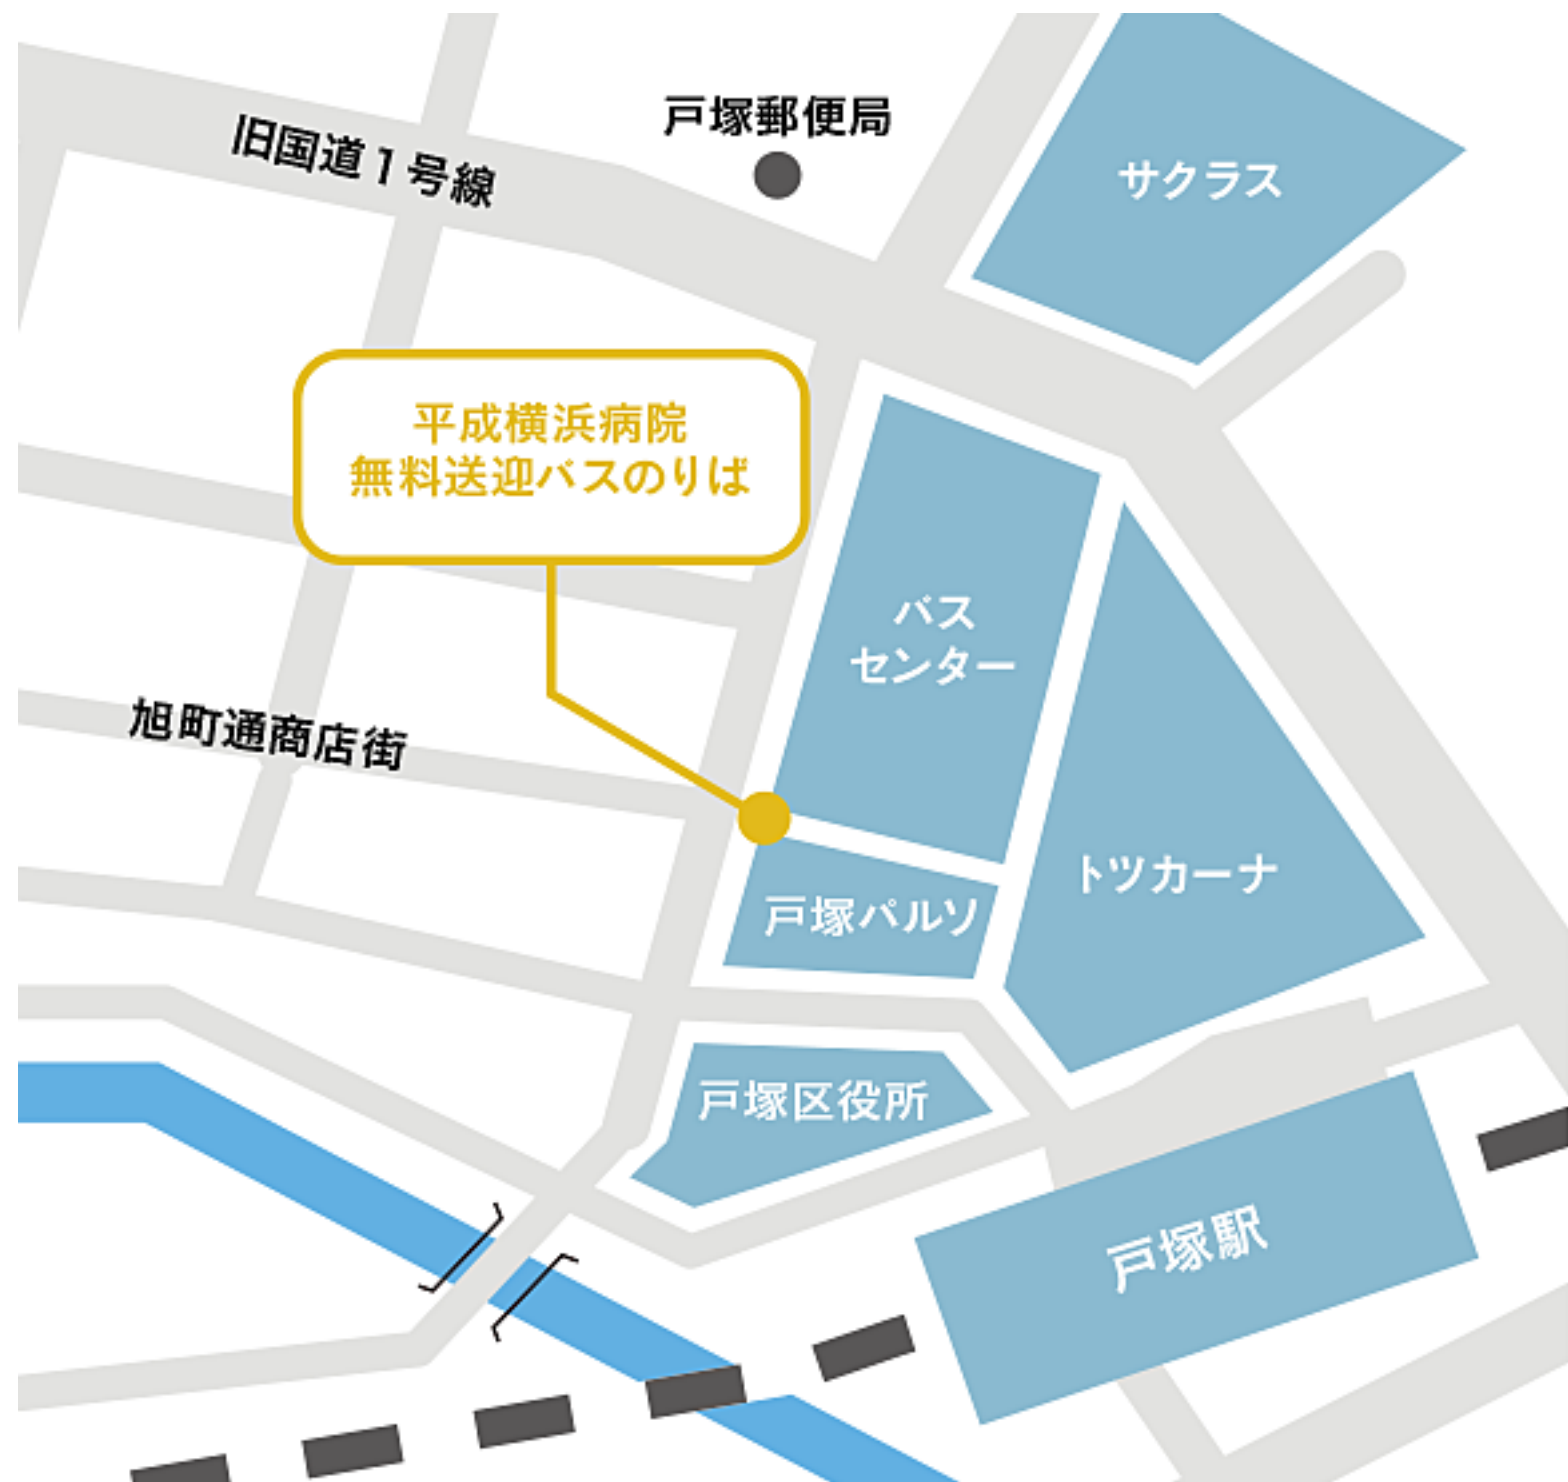 戸塚郵便局
旧国道1号線
サクラス
平成横浜病院
無料送迎バスのりば
バス
センター
旭町通商店街
トツカーナ
戸塚パルソ
戸塚区役所
戸塚駅